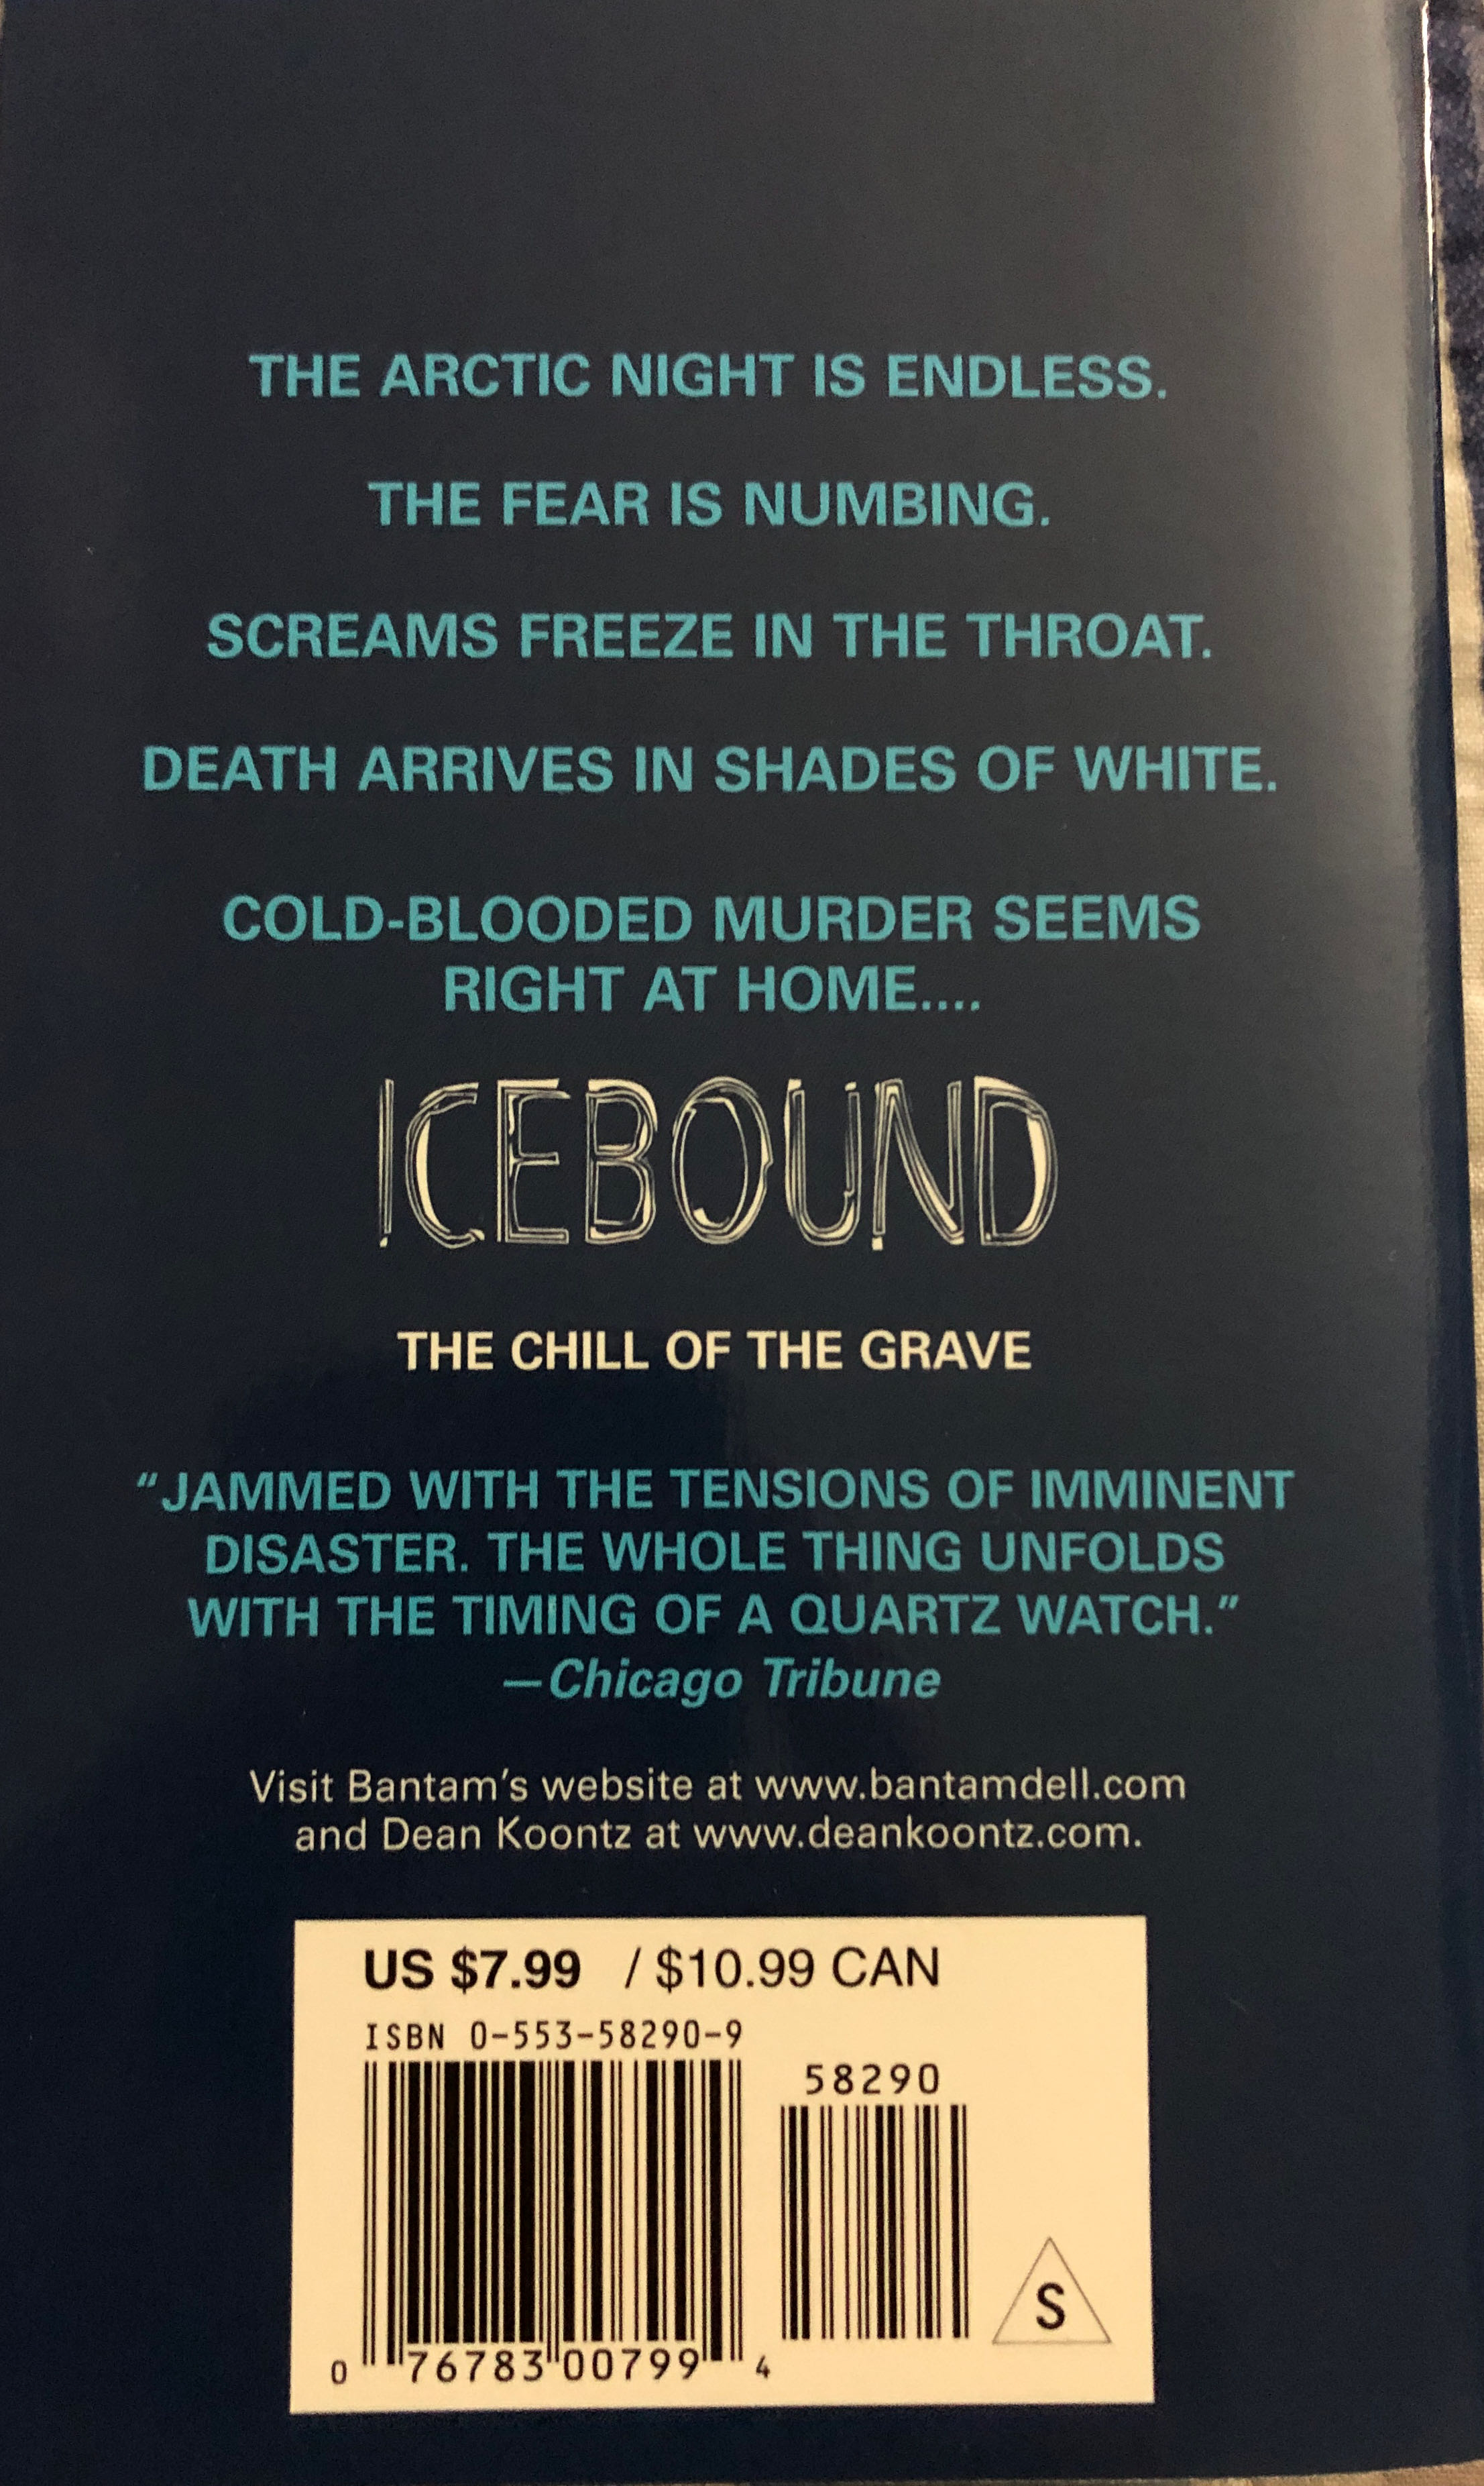 THE ARCTIC NIGHT IS ENDLESS.
THE FEAR IS NUMBING.
SCREAMS FREEZE IN THE THROAT.
DEATH ARRIVES IN SHADES OF WHITE.
COLD-BLOODED MURDER SEEMS
RIGHT AT HOME....
ICEBOUND
THE CHILL OF THE GRAVE
“JAMMED WITH THE TENSIONS OF IMMINENT
DISASTER. THE WHOLE THING UNFOLDS
WITH THE TIMING OF A QUARTZ WATCH.”
—Chicago Tribune
Visit Bantam’s website at www.bantamdell.com
and Dean Koontz at www.deankoontz.com.
US $7.99 / $10.99 CAN
ISBN 0-553-58290-9
58290
S
0 76783 00799 4